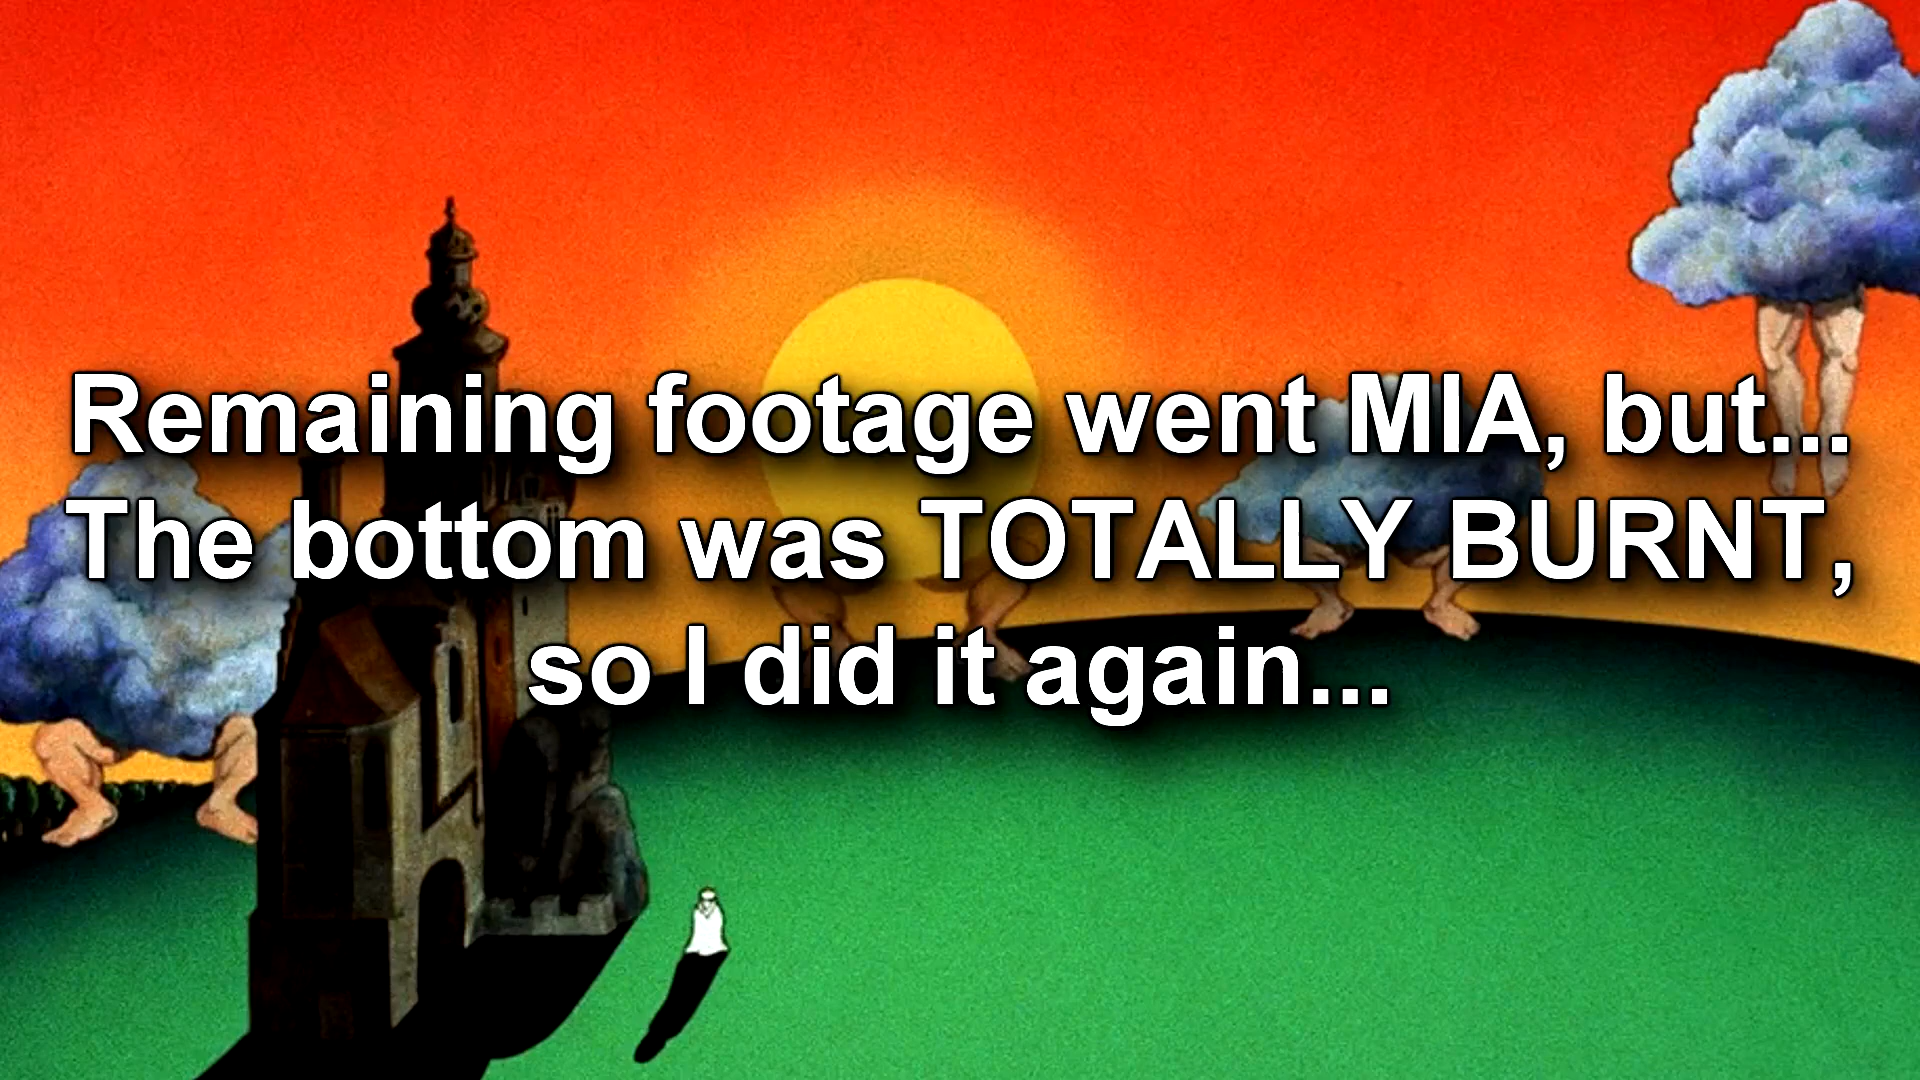 Remaining footage went MIA, but...
The bottom was TOTALLY BURNT,
so I did it again...